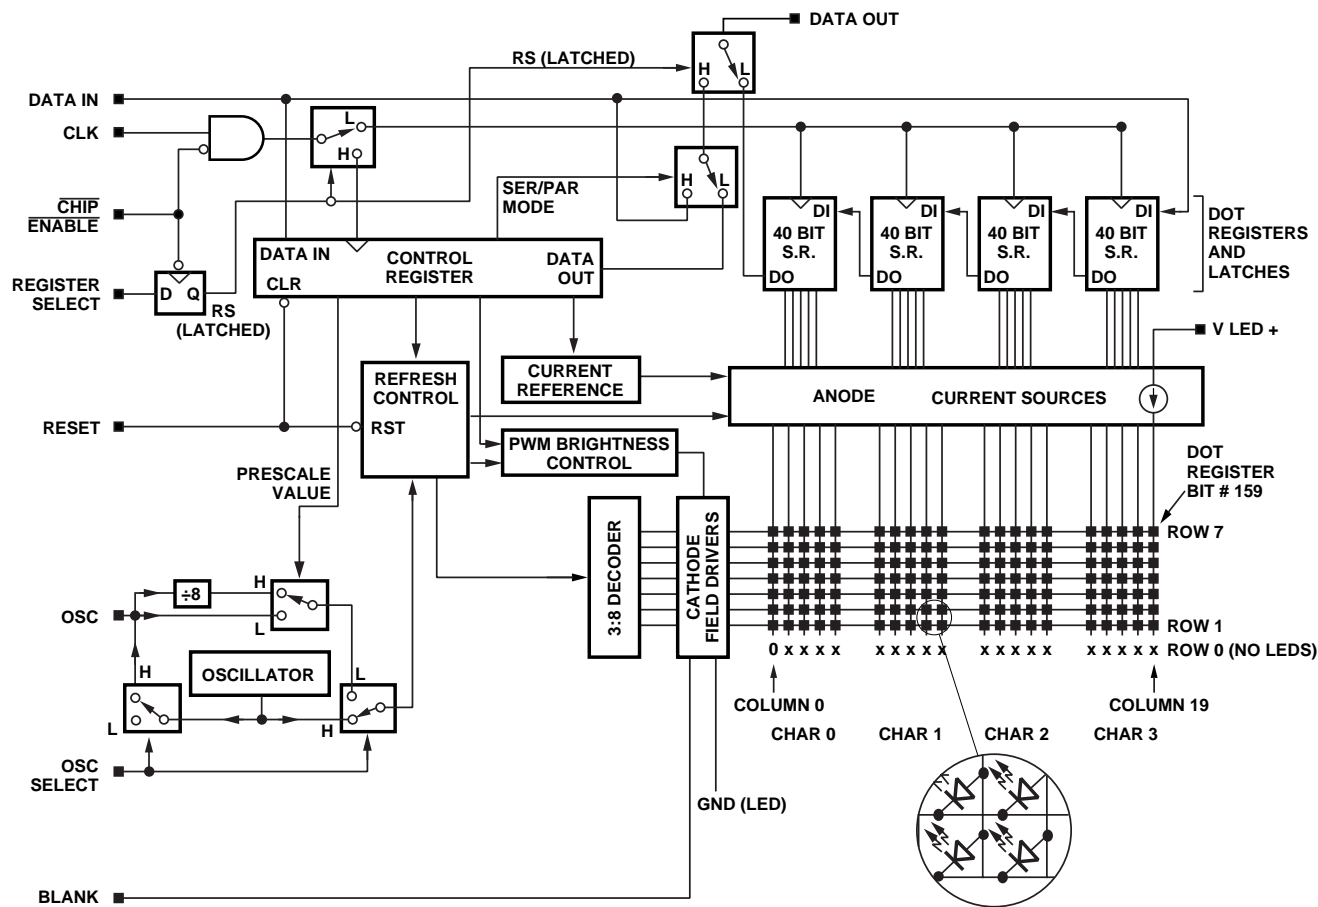 DATA OUT
RS (LATCHED)
H
L
DATA IN
CLK
L
H
H
L
SER/PAR
MODE
CHIP
ENABLE
DI
40 BIT
S.R.
DO
DI
40 BIT
S.R.
DO
DI
40 BIT
S.R.
DO
DI
40 BIT
S.R.
DO
DOT
REGISTERS
AND
LATCHES
DATA IN
CONTROL
REGISTER
DATA
OUT
CLR
REGISTER
SELECT
D Q
RS
(LATCHED)
V LED +
REFRESH
CONTROL
RST
CURRENT
REFERENCE
ANODE
CURRENT SOURCES
RESET
PWM BRIGHTNESS
CONTROL
PRESCALE
VALUE
DOT
REGISTER
BIT # 159
3:8 DECODER
CATHODE
FIELD DRIVERS
ROW 7
ROW 1
0 x x x x
x x x x x
x x x x x
x x x x x
ROW 0 (NO LEDS)
÷8
H
L
OSC
H
L
OSCILLATOR
L
H
OSC
SELECT
COLUMN 0
COLUMN 19
CHAR 0
CHAR 1
CHAR 2
CHAR 3
GND (LED)
BLANK